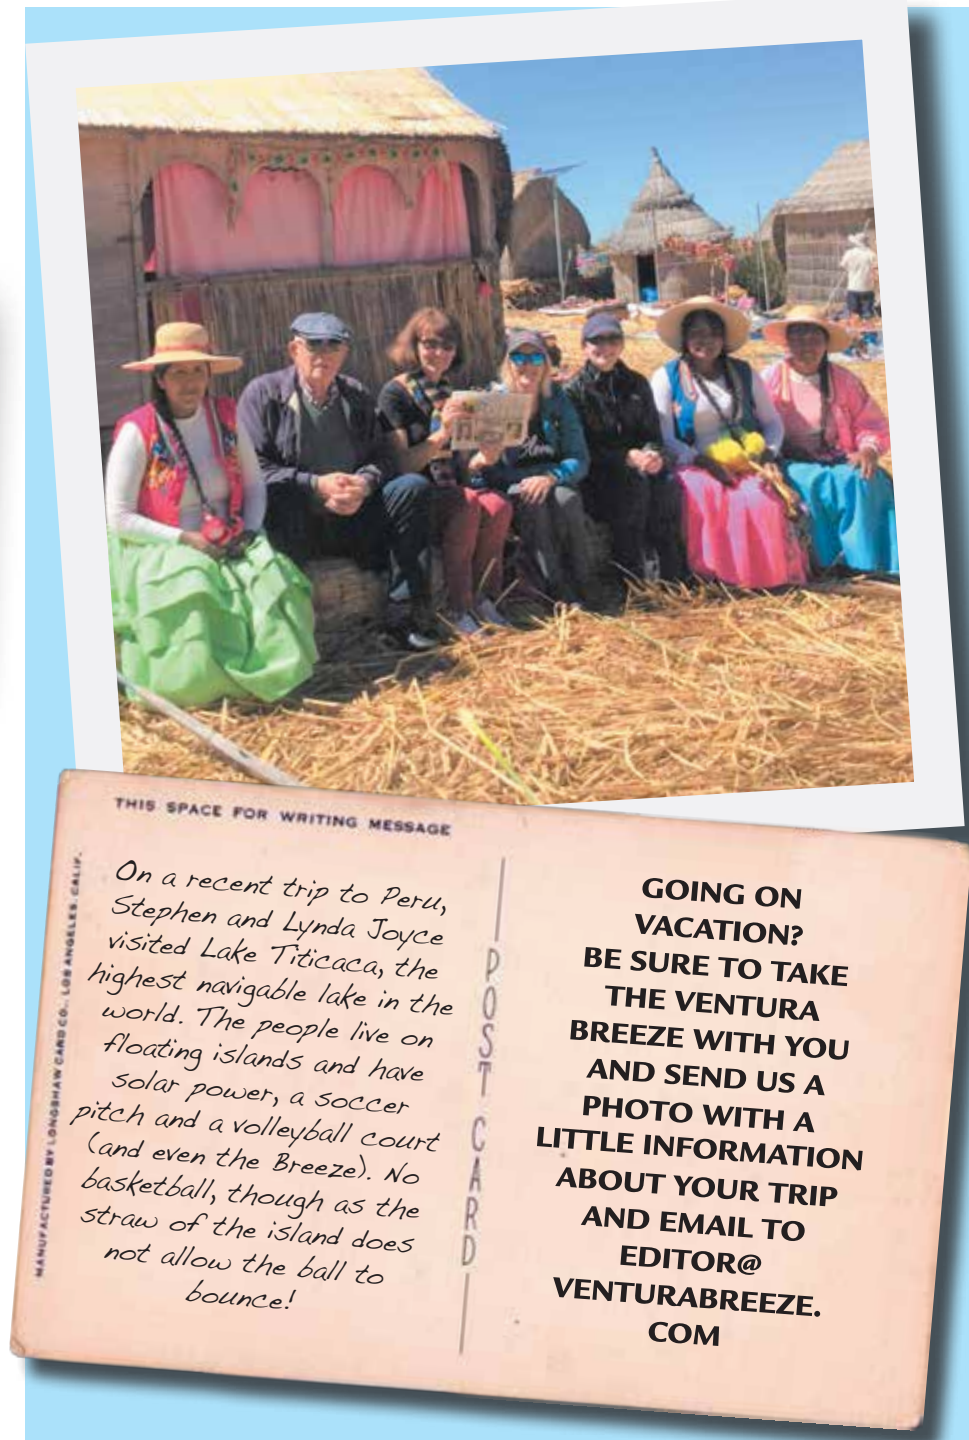 THIS SPACE FOR WRITING MESSAGE
On a recent trip to Peru,
Stephen and Lynda Joyce
visited Lake Titicaca, the
highest navigable lake in the
world. The people live on
floating islands and have
solar power, a soccer
pitch and a volleyball court
(and even the Breeze). No
basketball, though as the
straw of the island does
not allow the ball to
bounce!
MANUFACTURED BY LONGSHAW CARD CO., LOS ANGELES, CALIF.
POST CARD
GOING ON
VACATION?
BE SURE TO TAKE
THE VENTURA
BREEZE WITH YOU
AND SEND US A
PHOTO WITH A
LITTLE INFORMATION
ABOUT YOUR TRIP
AND EMAIL TO
EDITOR@
VENTURABREEZE.
COM